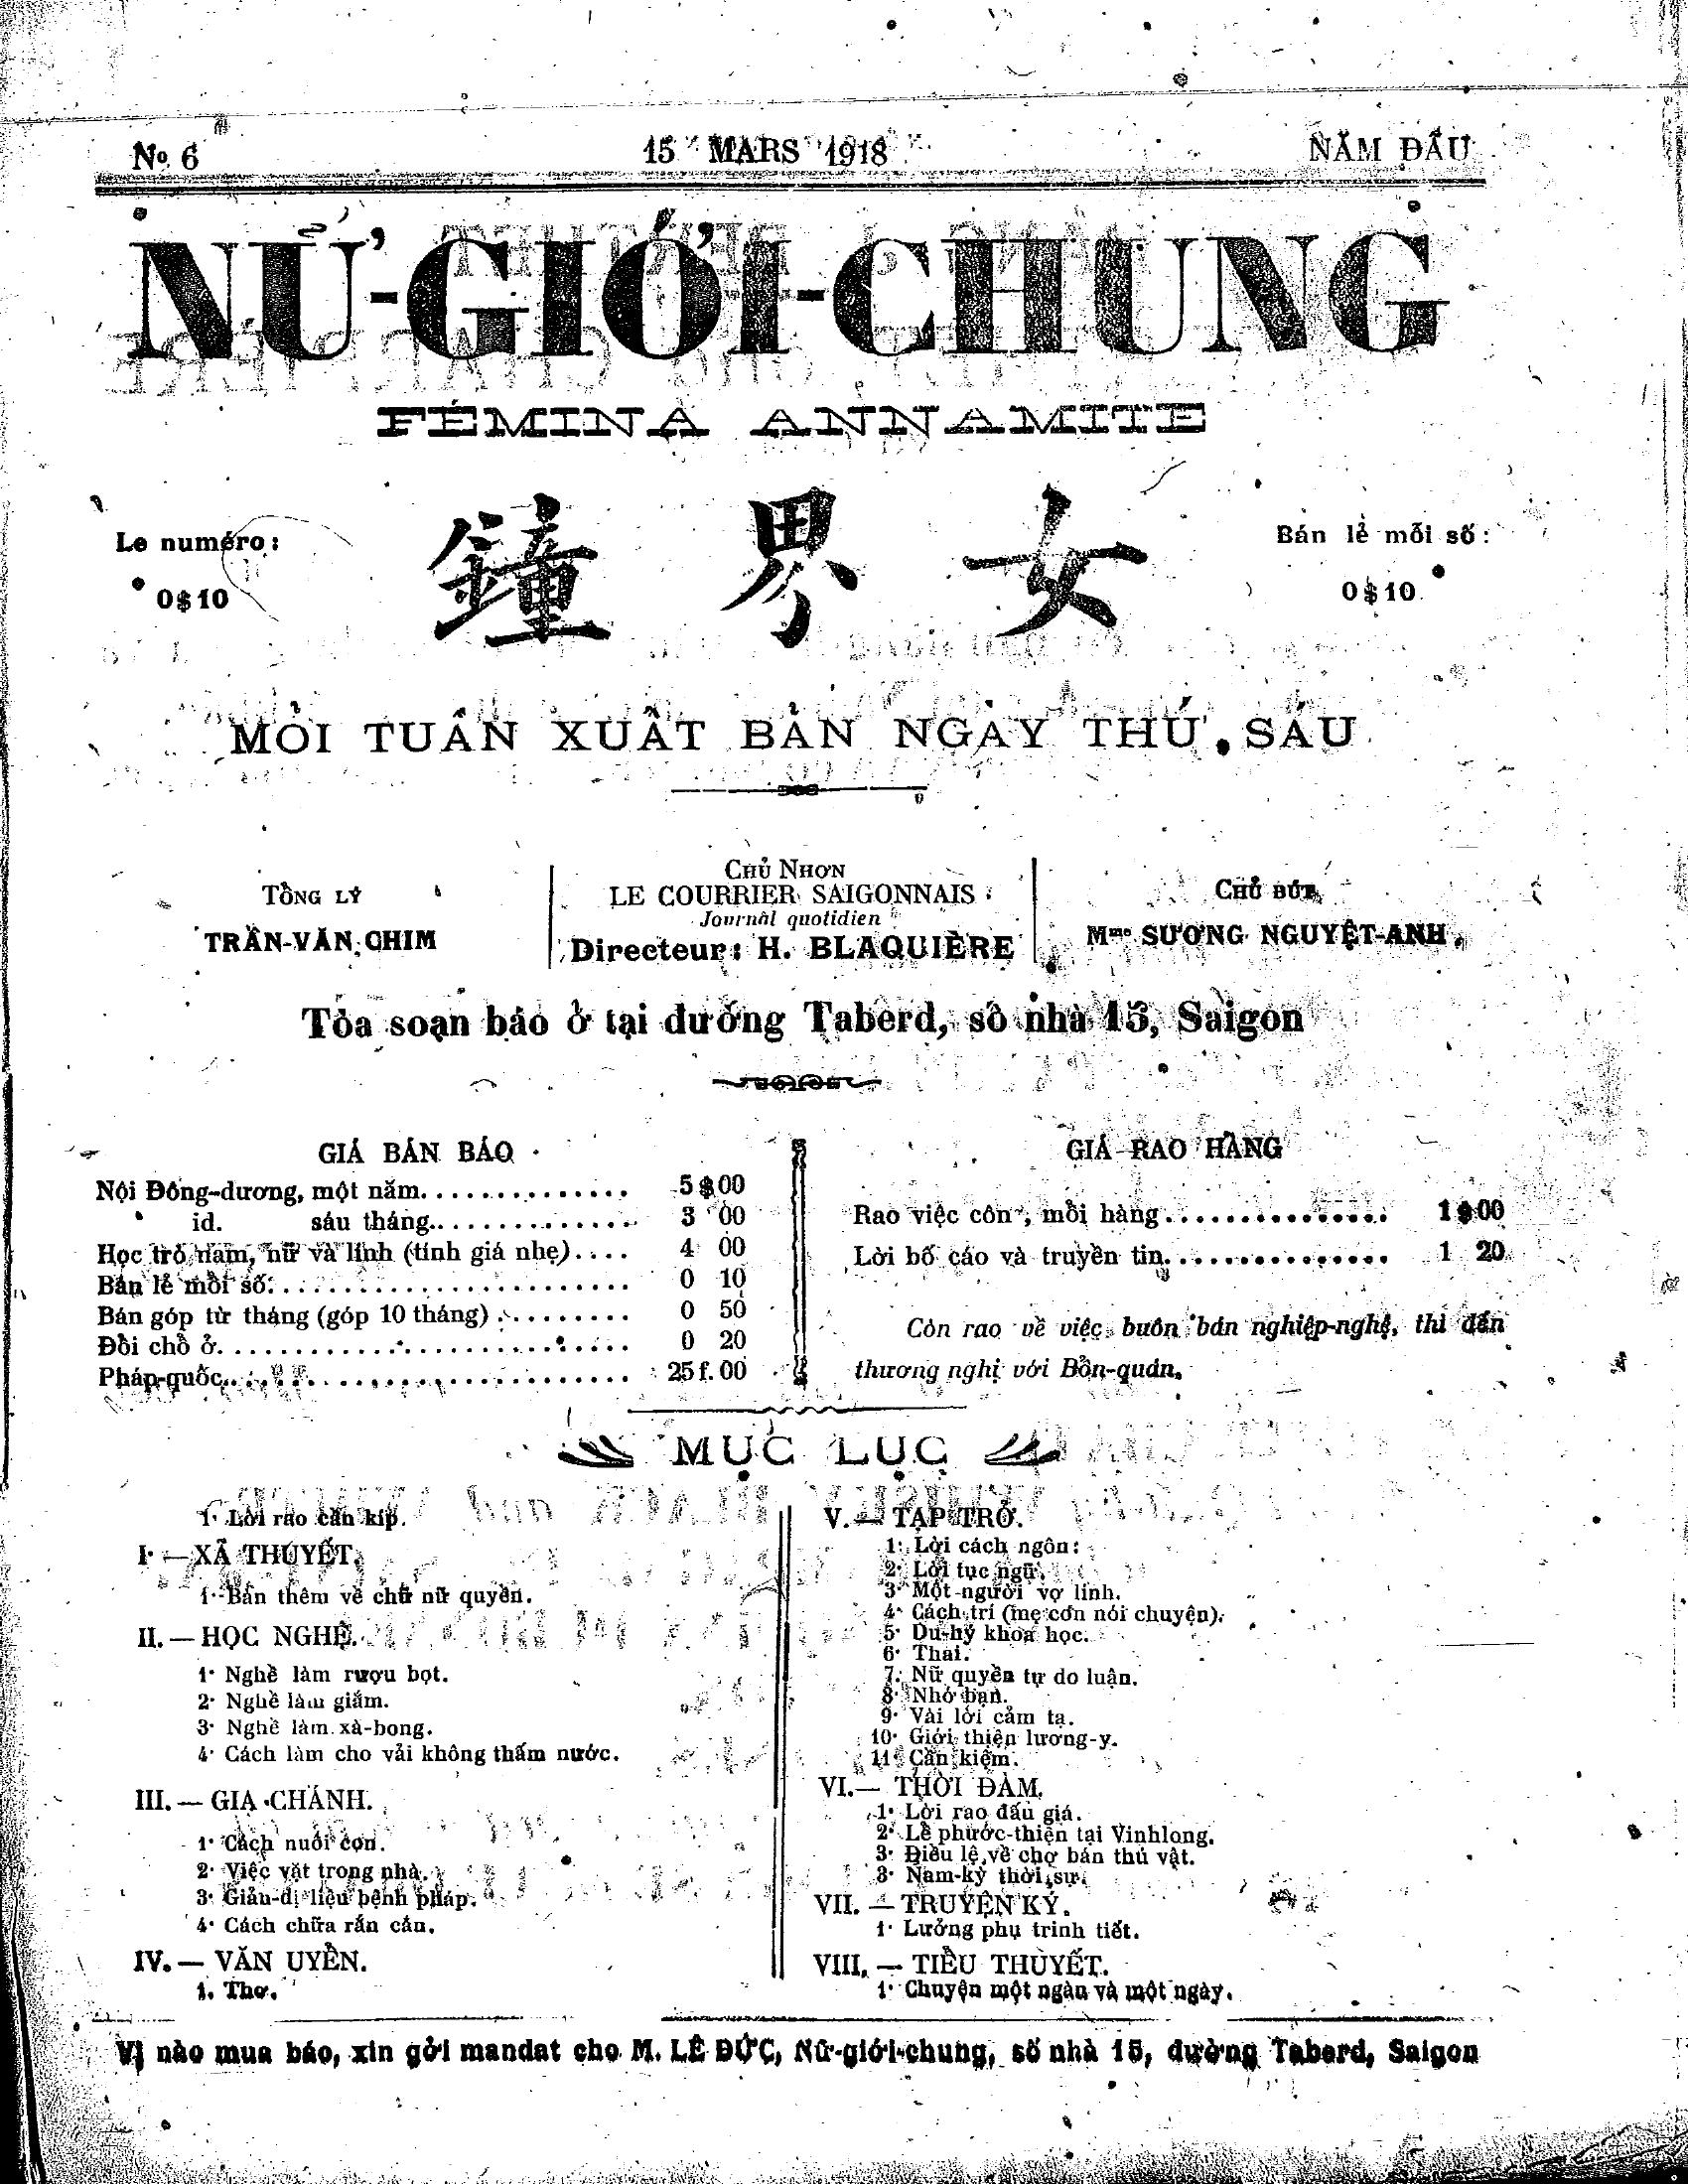 No 6 15 MARS 1918 NĂM ĐẦU
NỮ-GIỚI-CHUNG
FÉMINA ANNAMITE
Le numéro:
0$10
鐘 界 女
Bán lẻ mỗi số:
0$10
MỖI TUẦN XUẤT BẢN NGÀY THỨ SÁU
TỔNG LÝ
TRẦN-VĂN-CHIM
CHỦ NHƠN
LE COURRIER SAIGONNAIS
Journal quotidien
Directeur: H. BLAQUIÈRE
CHỦ BÚT
Mme SƯƠNG NGUYỆT-ANH
Tòa soạn báo ở tại đường Taberd, số nhà 15, Saigon
GIÁ BÁN BÁO
Nội Đông-dương, một năm.............. 5$00
id. sáu tháng.............. 3 00
Học trò nam, nữ và lính (tính giá nhẹ).... 4 00
Bán lẻ mỗi số........................ 0 10
Bán góp từ tháng (góp 10 tháng)......... 0 50
Đổi chỗ ở............................ 0 20
Pháp-quốc............................ 25f.00
GIÁ RAO HÀNG
Rao việc công, mỗi hàng............... 1$00
Lời bố cáo và truyền tin............... 1 20
Còn rao về việc buôn bán nghiệp-nghệ, thì đến
thương nghị với Bổn-quán.
MỤC LỤC
1· Lời rao cần kíp.
I· — XÃ THUYẾT.
1· Bàn thêm về chữ nữ quyền.
II. — HỌC NGHỆ.
1· Nghề làm rượu bọt.
2· Nghề làm giấm.
3· Nghề làm xà-bong.
4· Cách làm cho vải không thấm nước.
III. — GIA CHÁNH.
1· Cách nuôi con.
2· Việc vặt trong nhà.
3· Giản-dị liệu bệnh pháp.
4· Cách chữa rắn cắn.
IV. — VĂN UYỂN.
1. Thơ.
V. — TẠP TRỞ.
1· Lời cách ngôn:
2· Lời tục ngữ.
3· Một người vợ lính.
4· Cách trí (mẹ con nói chuyện).
5· Du-hý khoa học.
6· Thai.
7· Nữ quyền tự do luận.
8· Nhớ bạn.
9· Vài lời cảm tạ.
10· Giới thiện lương-y.
11· Cần kiệm.
VI. — THỜI ĐÀM.
1· Lời rao đấu giá.
2· Lễ phước-thiện tại Vinhlong.
3· Điều lệ về chợ bán thú vật.
3· Nam-kỳ thời sự.
VII. — TRUYỆN KÝ.
1· Lưỡng phụ trinh tiết.
VIII. — TIỂU THUYẾT.
1· Chuyện một ngàn và một ngày.
Vị nào mua báo, xin gởi mandat cho M. LÊ ĐỨC, Nữ-giới-chung, số nhà 15, đường Taberd, Saigon